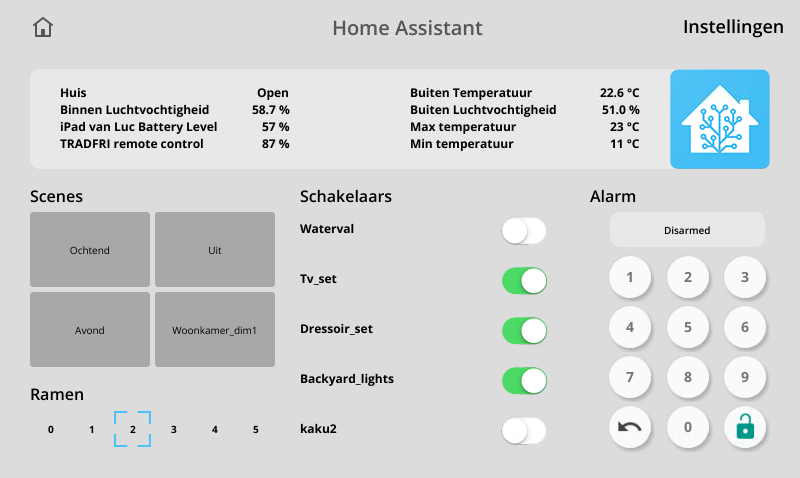 Home Assistant
Instellingen
Huis Open
Binnen Luchtvochtigheid 58.7 %
iPad van Luc Battery Level 57 %
TRADFRI remote control 87 %
Buiten Temperatuur 22.6 °C
Buiten Luchtvochtigheid 51.0 %
Max temperatuur 23 °C
Min temperatuur 11 °C
Scenes
Ochtend
Uit
Avond
Woonkamer_dim1
Ramen
0 1 2 3 4 5
Schakelaars
Waterval
Tv_set
Dressoir_set
Backyard_lights
kaku2
Alarm
Disarmed
1 2 3
4 5 6
7 8 9
0